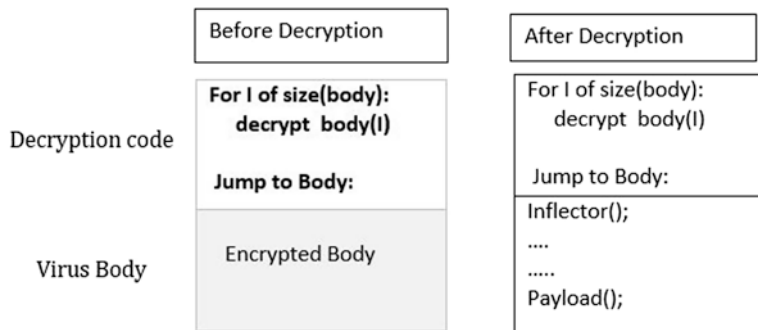 Before Decryption
After Decryption
Decryption code
For I of size(body):
decrypt body(I)
Jump to Body:
For I of size(body):
decrypt body(I)
Jump to Body:
Virus Body
Encrypted Body
Inflector();
....
.....
Payload();